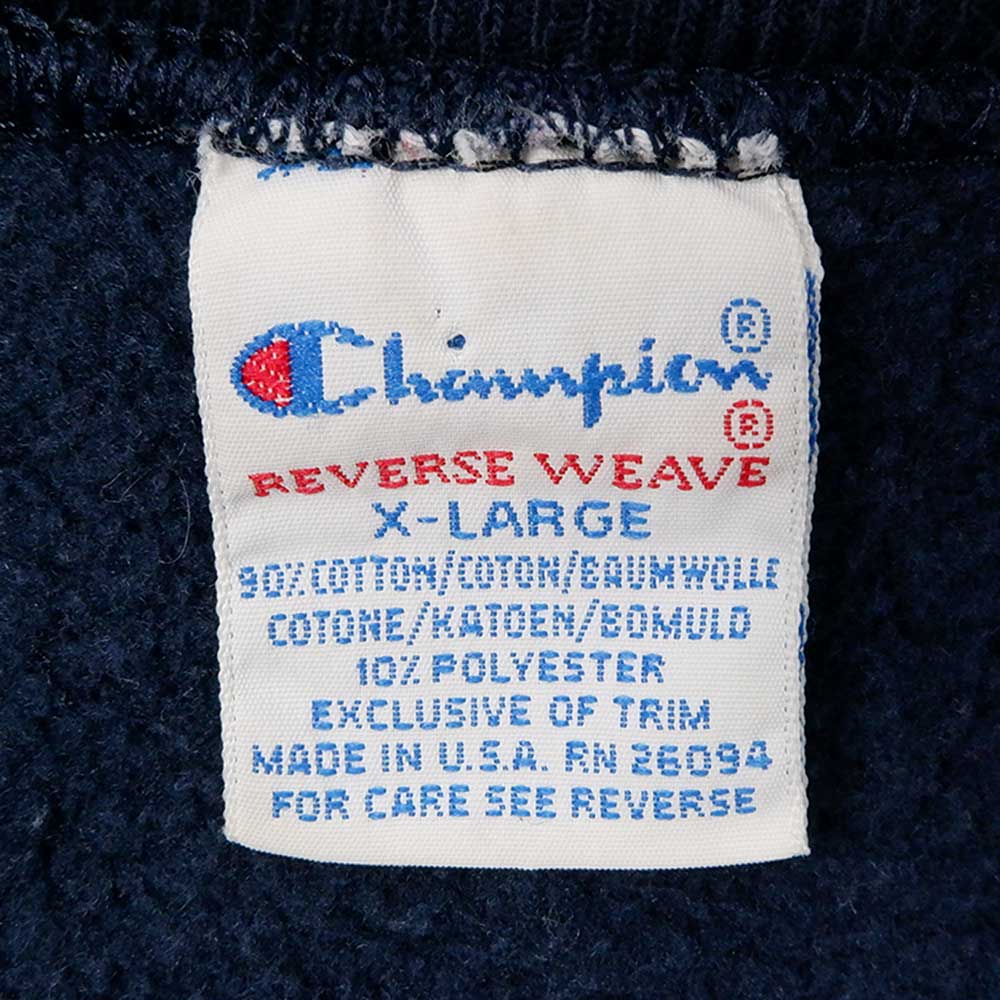 Champion®
®
REVERSE WEAVE
X-LARGE
90% COTTON/COTON/BAUMWOLLE
COTONE/KATOEN/BOMULD
10% POLYESTER
EXCLUSIVE OF TRIM
MADE IN U.S.A. RN 26094
FOR CARE SEE REVERSE